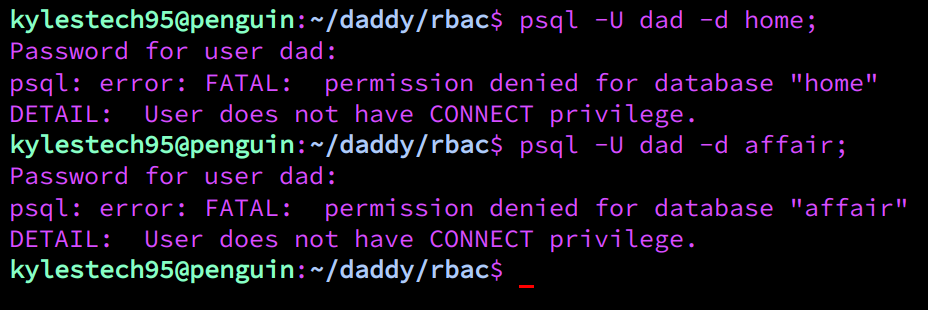 kylestech95@penguin:~/daddy/rbac$ psql -U dad -d home;
Password for user dad:
psql: error: FATAL:  permission denied for database "home"
DETAIL:  User does not have CONNECT privilege.
kylestech95@penguin:~/daddy/rbac$ psql -U dad -d affair;
Password for user dad:
psql: error: FATAL:  permission denied for database "affair"
DETAIL:  User does not have CONNECT privilege.
kylestech95@penguin:~/daddy/rbac$